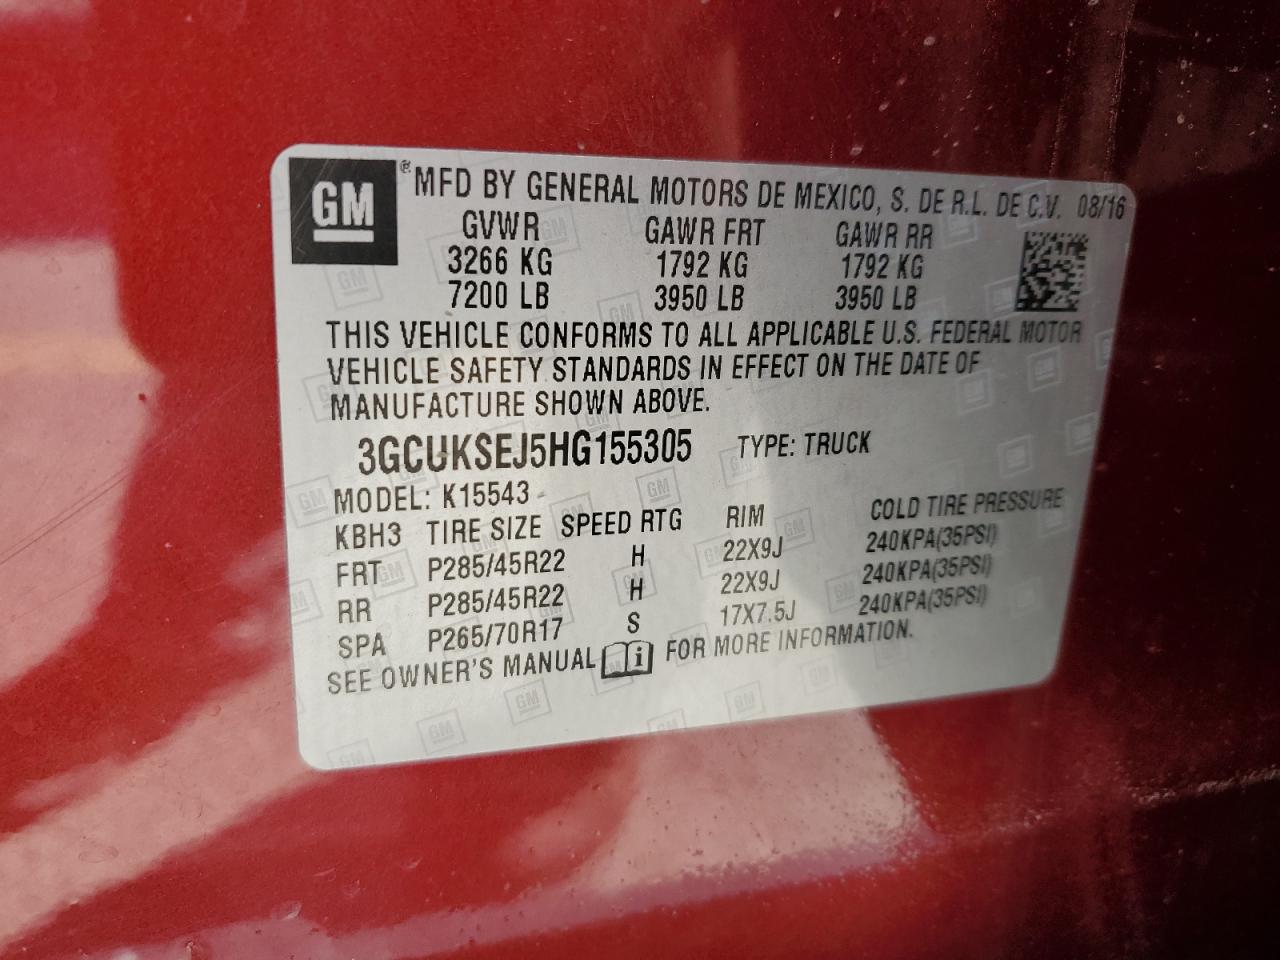 GM ® MFD BY GENERAL MOTORS DE MEXICO, S. DE R.L. DE C.V. 08/16
GVWR GAWR FRT GAWR RR
3266 KG 1792 KG 1792 KG
7200 LB 3950 LB 3950 LB
THIS VEHICLE CONFORMS TO ALL APPLICABLE U.S. FEDERAL MOTOR
VEHICLE SAFETY STANDARDS IN EFFECT ON THE DATE OF
MANUFACTURE SHOWN ABOVE.
3GCUKSEJ5HG155305 TYPE: TRUCK
MODEL: K15543
KBH3 TIRE SIZE SPEED RTG RIM COLD TIRE PRESSURE
FRT P285/45R22 H 22X9J 240KPA(35PSI)
RR P285/45R22 H 22X9J 240KPA(35PSI)
SPA P265/70R17 S 17X7.5J 240KPA(35PSI)
SEE OWNER'S MANUAL i FOR MORE INFORMATION.